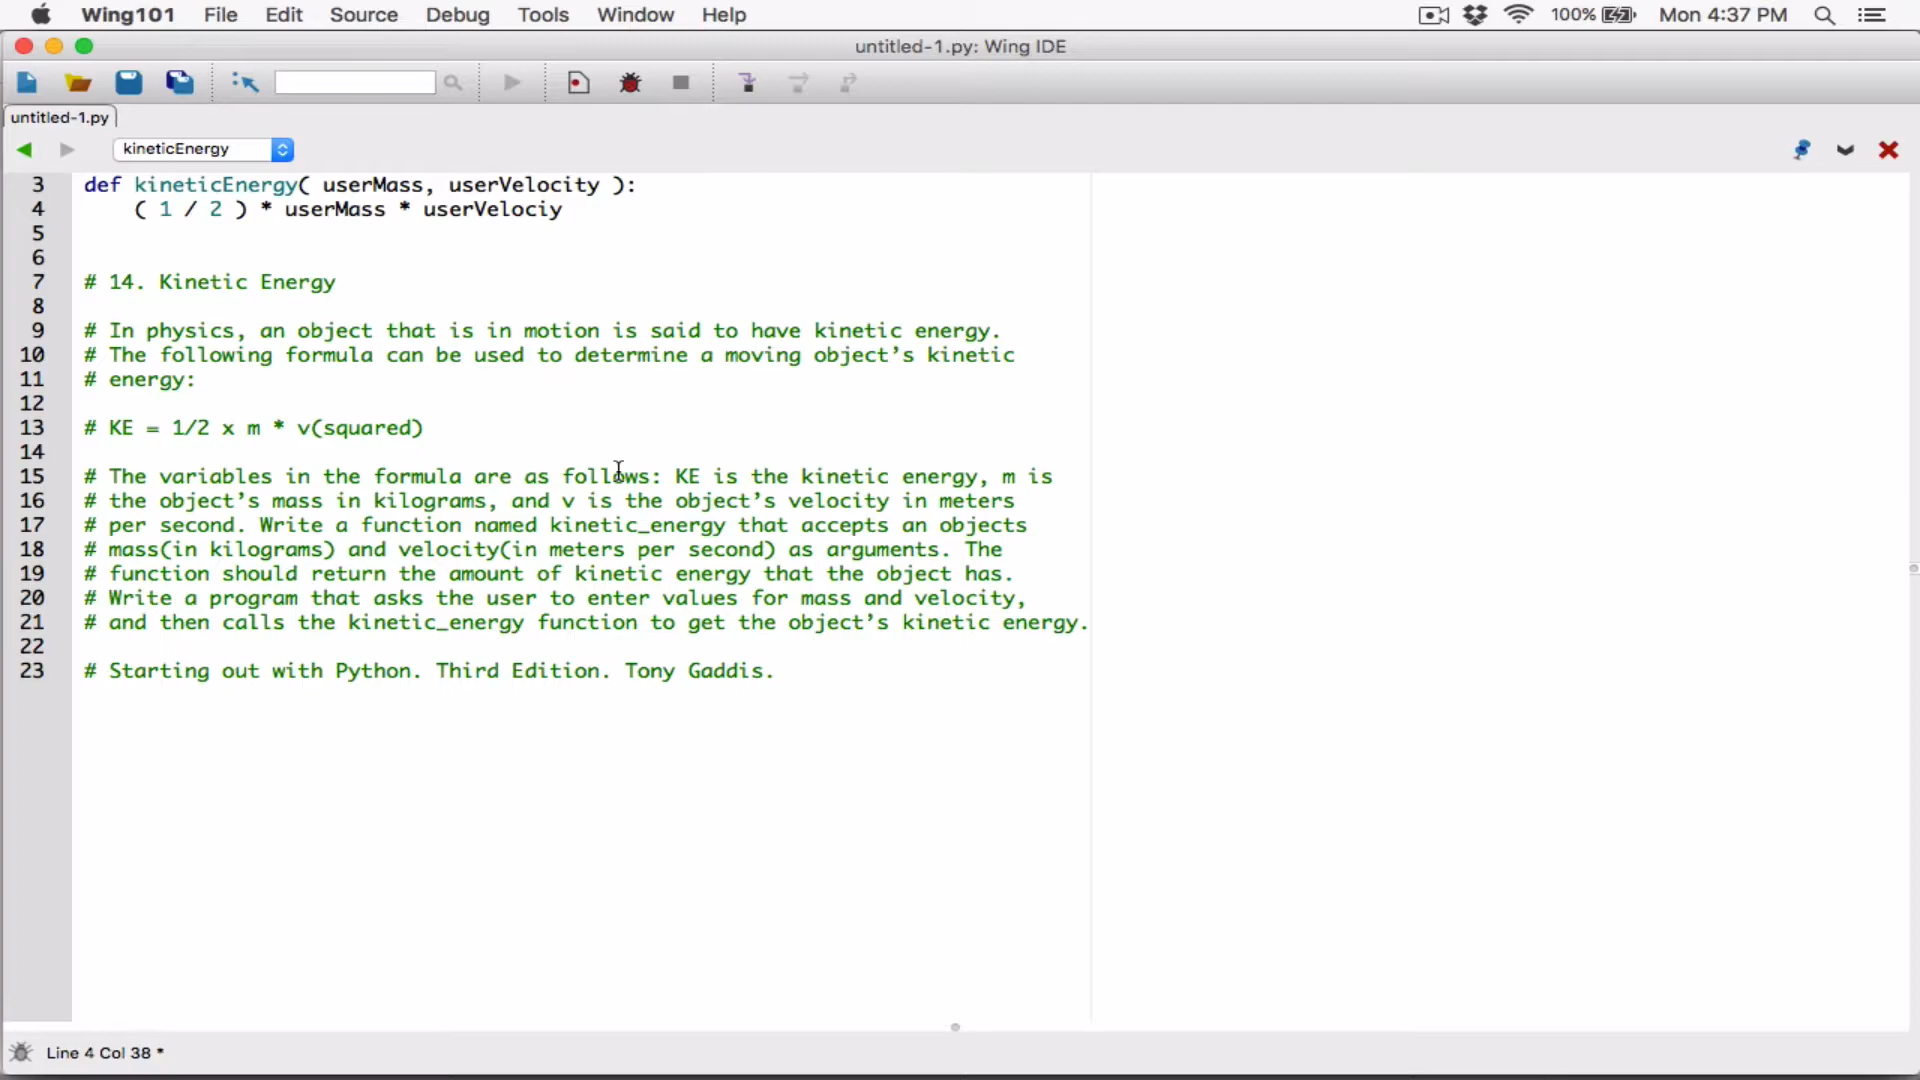 Wing101 File Edit Source Debug Tools Window Help 100% Mon 4:37 PM
untitled-1.py: Wing IDE
untitled-1.py
kineticEnergy
3 def kineticEnergy( userMass, userVelocity ):
4 ( 1 / 2 ) * userMass * userVelociy
5
6
7 # 14. Kinetic Energy
8
9 # In physics, an object that is in motion is said to have kinetic energy.
10 # The following formula can be used to determine a moving object’s kinetic
11 # energy:
12
13 # KE = 1/2 x m * v(squared)
14
15 # The variables in the formula are as follows: KE is the kinetic energy, m is
16 # the object’s mass in kilograms, and v is the object’s velocity in meters
17 # per second. Write a function named kinetic_energy that accepts an objects
18 # mass(in kilograms) and velocity(in meters per second) as arguments. The
19 # function should return the amount of kinetic energy that the object has.
20 # Write a program that asks the user to enter values for mass and velocity,
21 # and then calls the kinetic_energy function to get the object’s kinetic energy.
22
23 # Starting out with Python. Third Edition. Tony Gaddis.
Line 4 Col 38 *